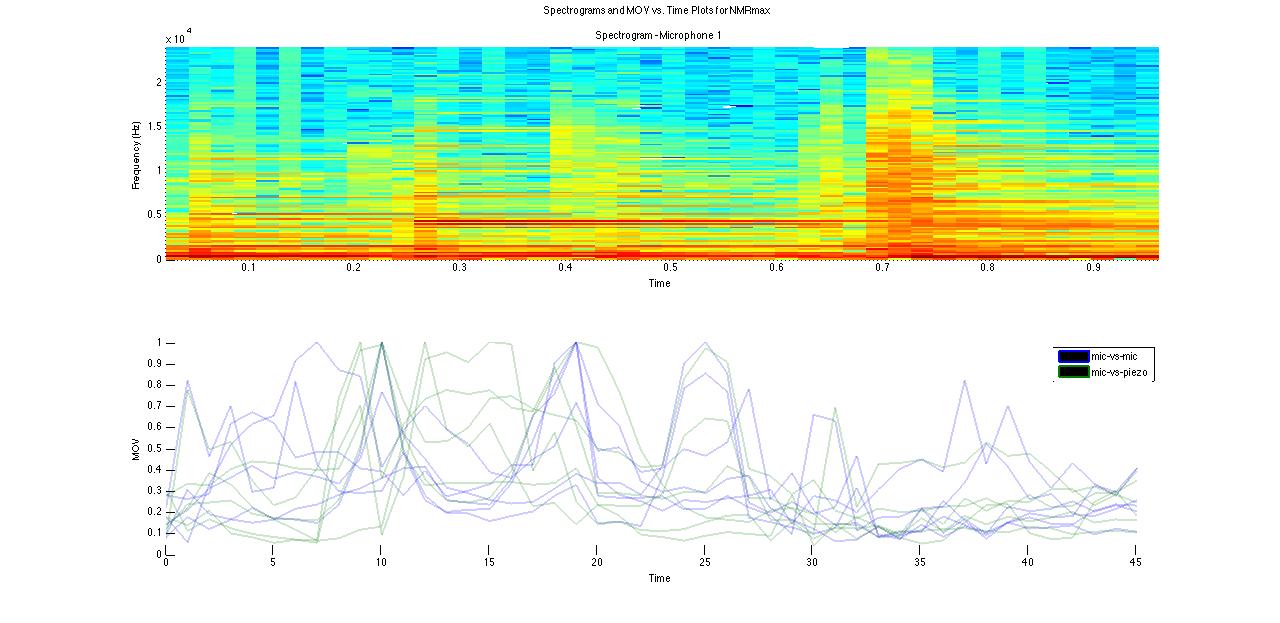 Spectrograms and MOV vs. Time Plots for NMRmax
Spectrogram - Microphone 1
x 10^4
2
1.5
1
0.5
0
Frequency (Hz)
0.1 0.2 0.3 0.4 0.5 0.6 0.7 0.8 0.9
Time
1
0.9
0.8
0.7
0.6
0.5
0.4
0.3
0.2
0.1
0
MOV
mic-vs-mic
mic-vs-piezo
0 5 10 15 20 25 30 35 40 45
Time